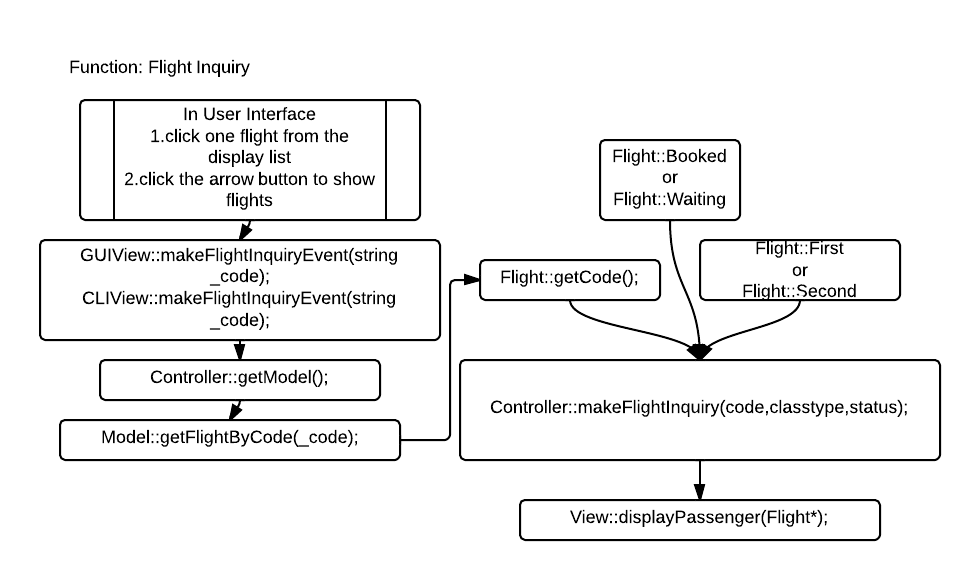 Function: Flight Inquiry
In User Interface
1.click one flight from the
display list
2.click the arrow button to show
flights
GUIView::makeFlightInquiryEvent(string
_code);
CLIView::makeFlightInquiryEvent(string
_code);
Controller::getModel();
Model::getFlightByCode(_code);
Flight::getCode();
Flight::Booked
or
Flight::Waiting
Flight::First
or
Flight::Second
Controller::makeFlightInquiry(code,classtype,status);
View::displayPassenger(Flight*);